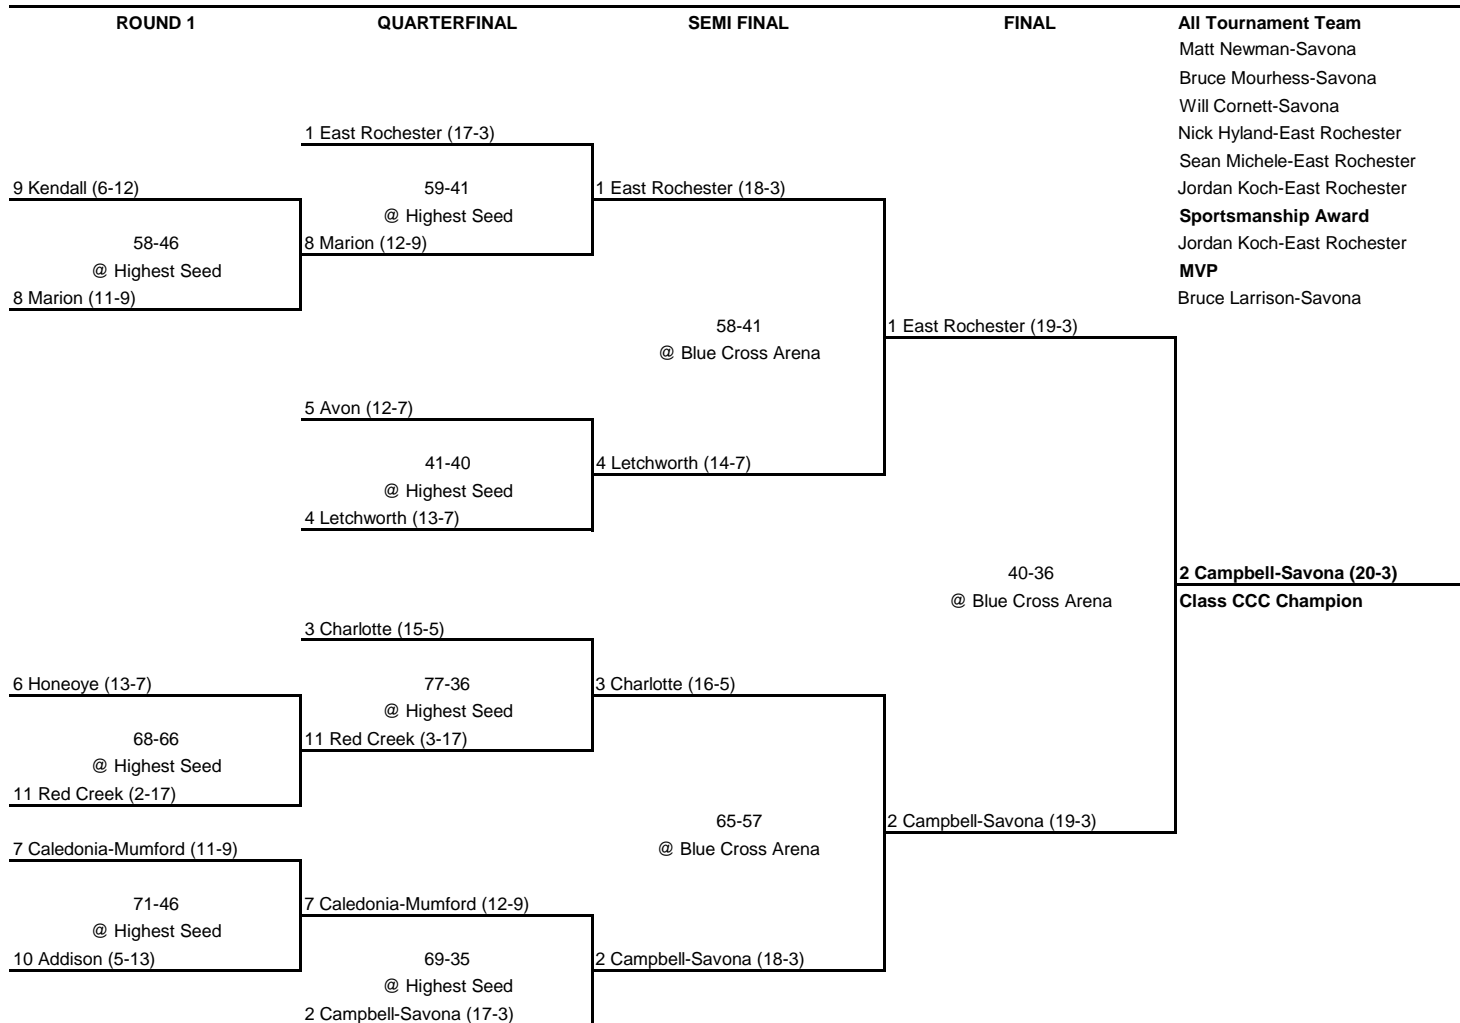 ROUND 1 QUARTERFINAL SEMI FINAL FINAL All Tournament Team
Matt Newman-Savona
Bruce Mourhess-Savona
Will Cornett-Savona
1 East Rochester (17-3) Nick Hyland-East Rochester
Sean Michele-East Rochester
9 Kendall (6-12) 59-41 1 East Rochester (18-3) Jordan Koch-East Rochester
@ Highest Seed Sportsmanship Award
58-46 8 Marion (12-9) Jordan Koch-East Rochester
@ Highest Seed MVP
8 Marion (11-9) Bruce Larrison-Savona
58-41 1 East Rochester (19-3)
@ Blue Cross Arena
5 Avon (12-7)
41-40 4 Letchworth (14-7)
@ Highest Seed
4 Letchworth (13-7)
40-36 2 Campbell-Savona (20-3)
@ Blue Cross Arena Class CCC Champion
3 Charlotte (15-5)
6 Honeoye (13-7) 77-36 3 Charlotte (16-5)
@ Highest Seed
68-66 11 Red Creek (3-17)
@ Highest Seed
11 Red Creek (2-17)
65-57 2 Campbell-Savona (19-3)
7 Caledonia-Mumford (11-9) @ Blue Cross Arena
71-46 7 Caledonia-Mumford (12-9)
@ Highest Seed
10 Addison (5-13) 69-35 2 Campbell-Savona (18-3)
@ Highest Seed
2 Campbell-Savona (17-3)